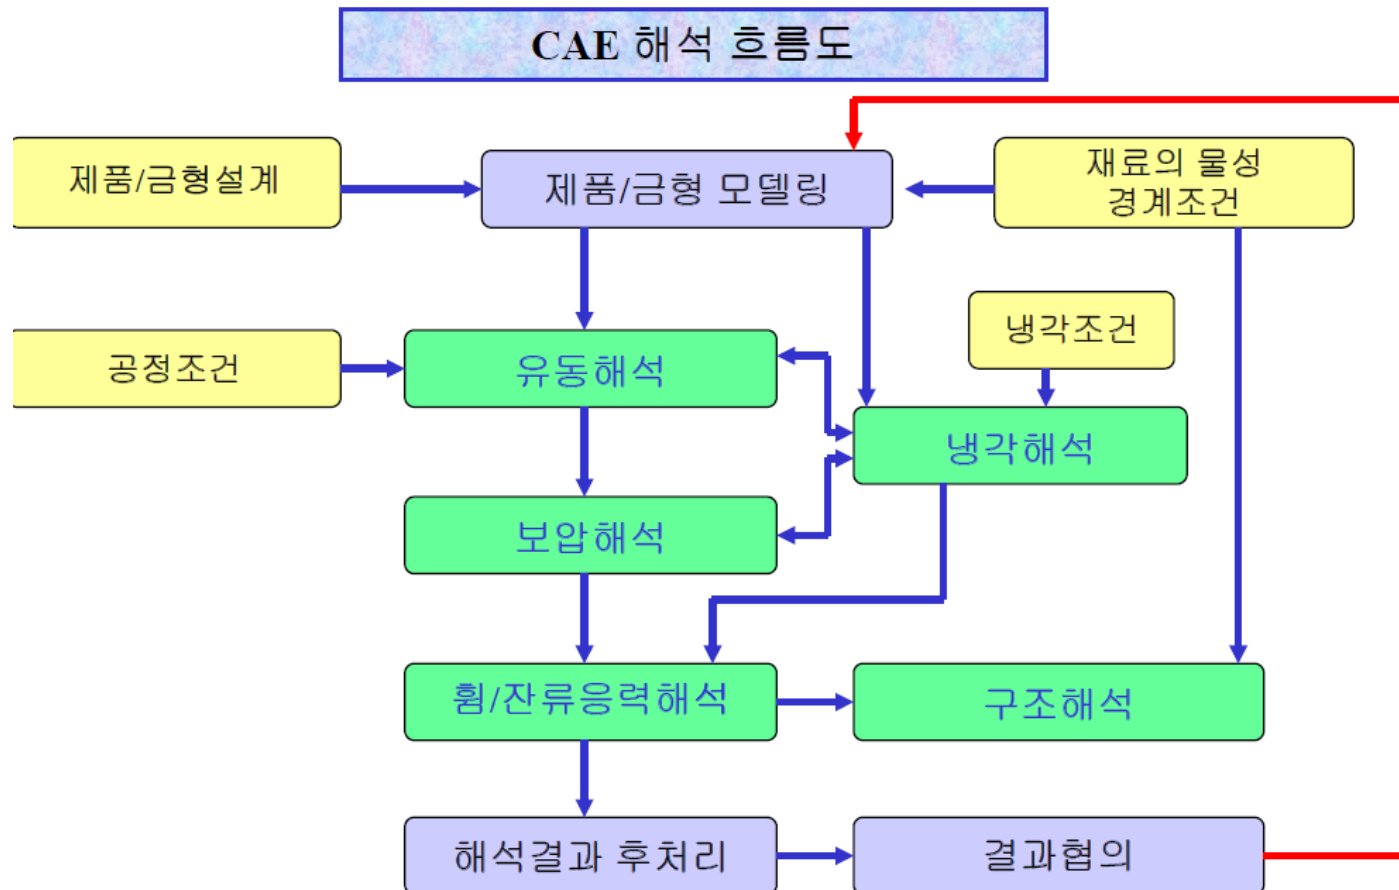 CAE 해석 흐름도
제품/금형설계
제품/금형 모델링
재료의 물성
경계조건
냉각조건
공정조건
유동해석
냉각해석
보압해석
휨/잔류응력해석
구조해석
해석결과 후처리
결과협의